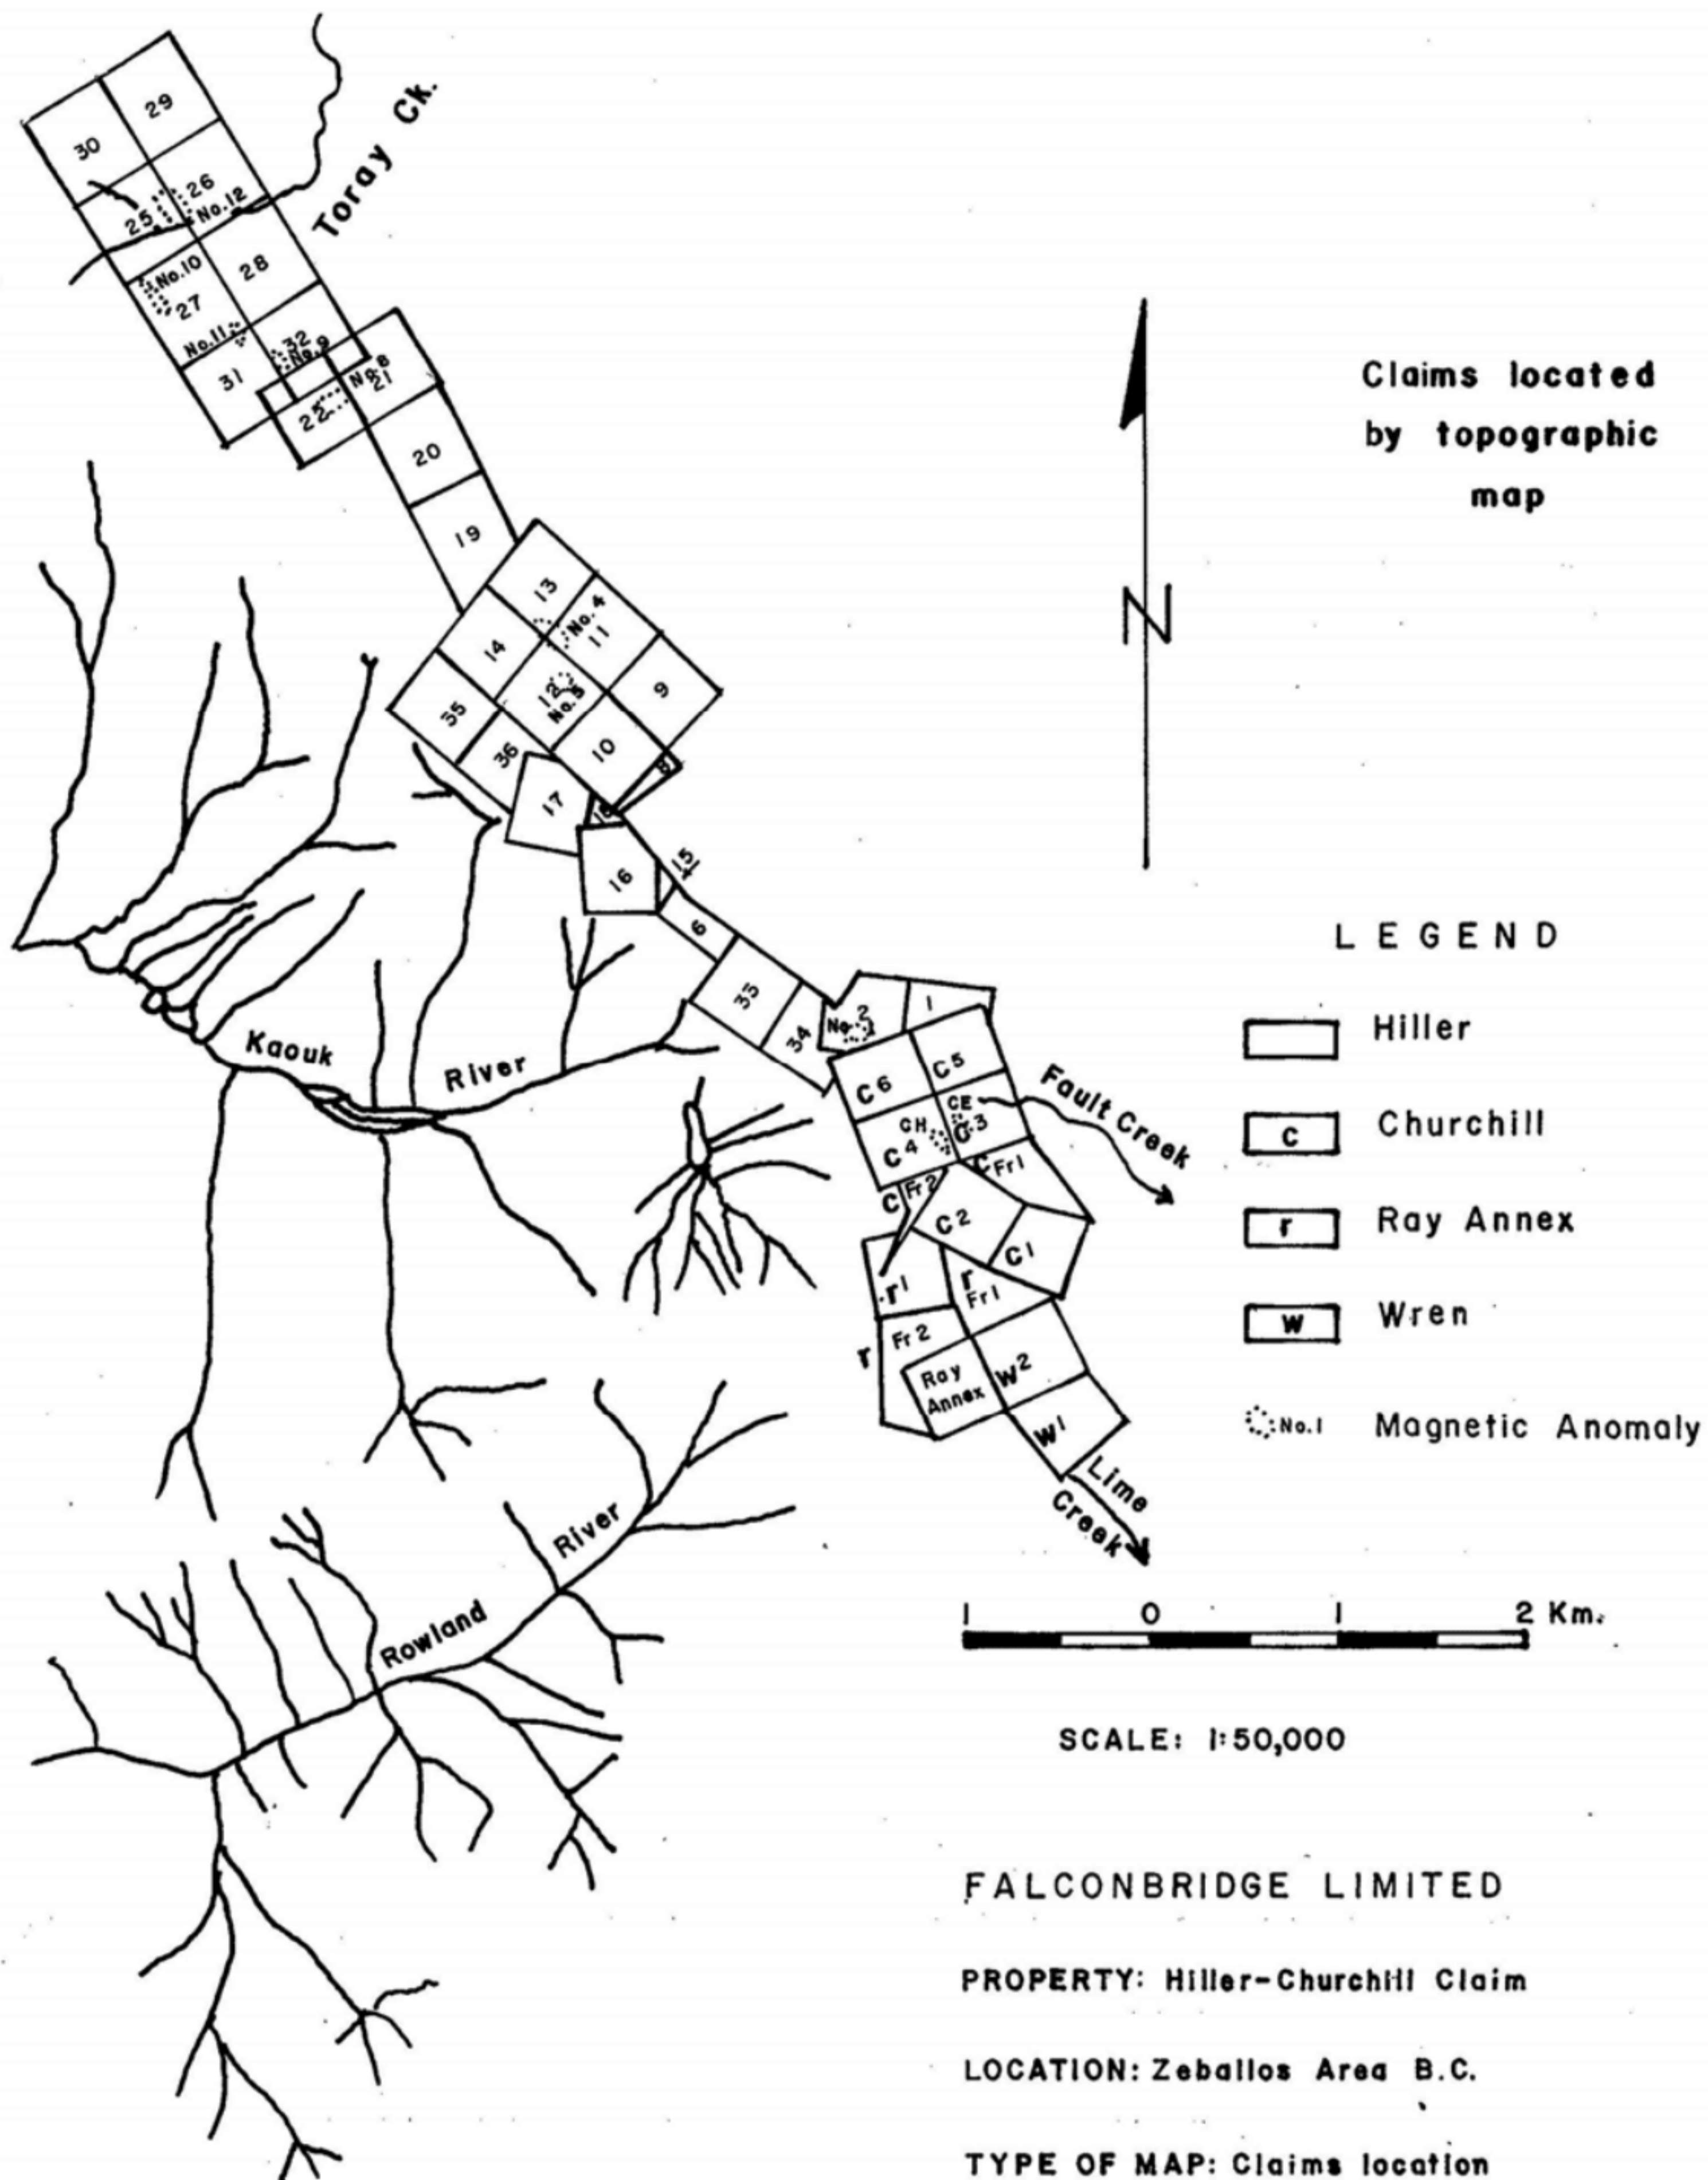 Toray Ck.
30
29
25
26
No.12
No.10
27
28
No.11
32
No.9
31
No.8
21
22
20
19
13
No.4
11
14
12
No.5
9
35
36
10
8
17
16
15
6
33
34
No.2
1
C6
C5
CE
CH
C3
C4
C Fr1
C Fr2
C2
C1
r1
r Fr1
r Fr2
Ray
Annex
W2
W1
Fault Creek
Lime
Creek
Kaouk River
Rowland River
Claims located
by topographic
map
N
LEGEND
Hiller
c Churchill
r Ray Annex
w Wren
No.1 Magnetic Anomaly
1 0 1 2 Km.
SCALE: 1:50,000
FALCONBRIDGE LIMITED
PROPERTY: Hiller-Churchill Claim
LOCATION: Zeballos Area B.C.
TYPE OF MAP: Claims location